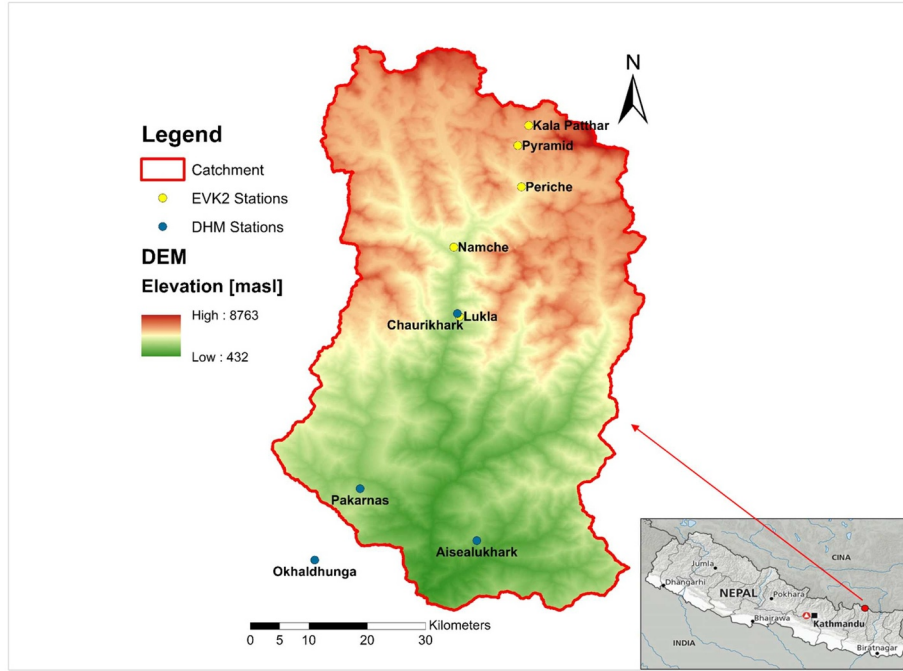 N
Legend
Catchment
EVK2 Stations
DHM Stations
DEM
Elevation [masl]
High : 8763
Low : 432
Kala Patthar
Pyramid
Periche
Namche
Lukla
Chaurikhark
Pakarnas
Aisealukhark
Okhaldhunga
0 5 10 20 30 Kilometers
CINA
Jumla
Dhangarhi
NEPAL
Pokhara
Bhairawa
Kathmandu
INDIA
Biratnagar